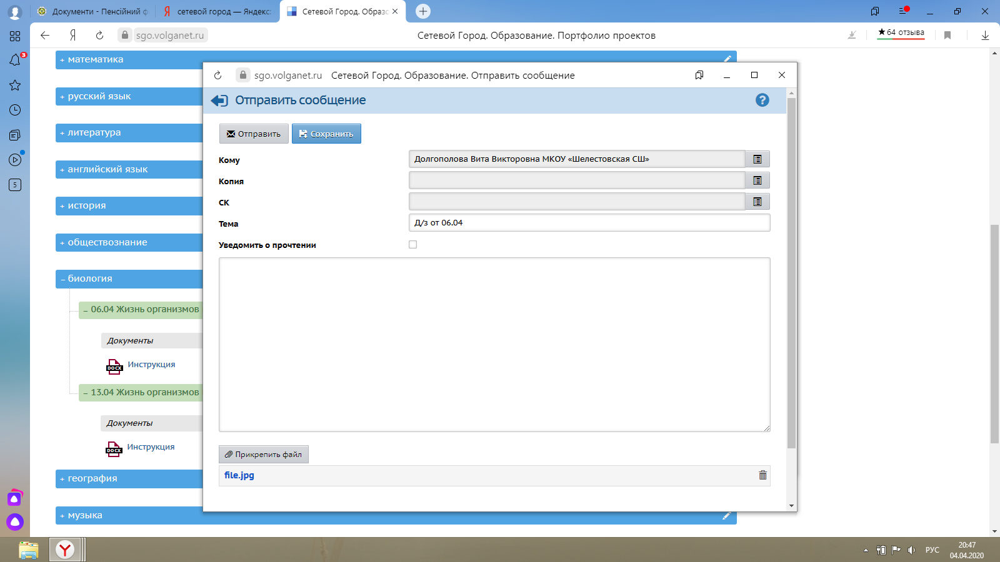 Документи - Пенсійний ф
сетевой город — Яндекс
Сетевой Город. Образо
sgo.volganet.ru
Сетевой Город. Образование. Портфолио проектов
★64 отзыва
3
5
+ математика
+ русский язык
+ литература
+ английский язык
+ история
+ обществознание
– биология
– 06.04 Жизнь организмов
Документы
DOCX Инструкция
– 13.04 Жизнь организмов
Документы
DOCX Инструкция
+ география
+ музыка
sgo.volganet.ru Сетевой Город. Образование. Отправить сообщение
Отправить сообщение
?
Отправить Сохранить
Кому Долгополова Вита Викторовна МКОУ «Шелестовская СШ»
Копия
СК
Тема Д/з от 06.04
Уведомить о прочтении
Прикрепить файл
file.jpg
РУС
20:47
04.04.2020